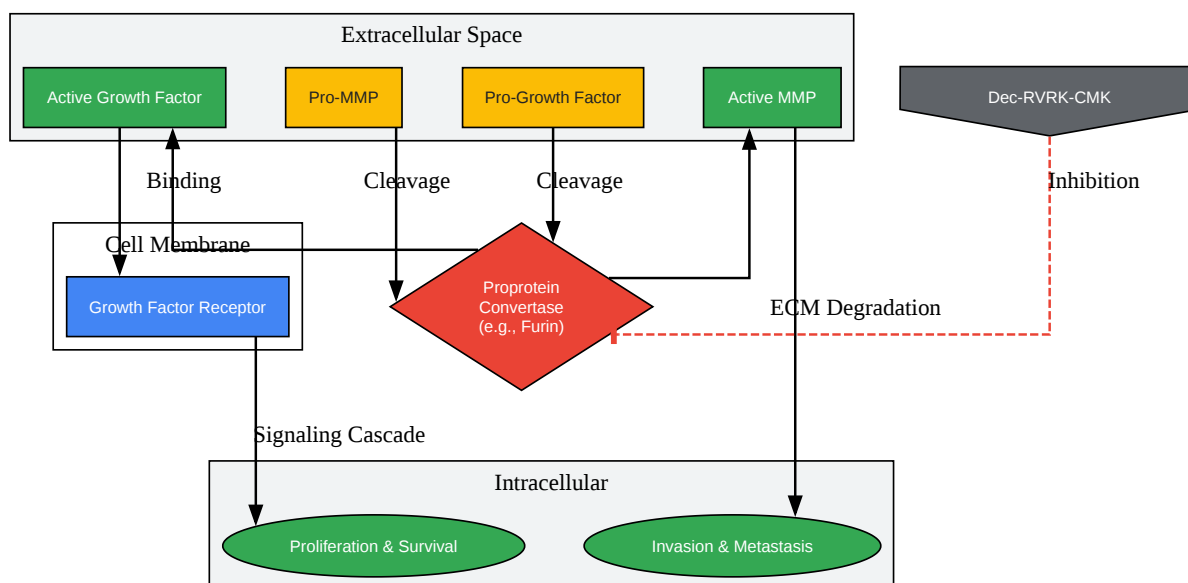 Extracellular Space
Active Growth Factor
Pro-MMP
Pro-Growth Factor
Active MMP
Dec-RVRK-CMK
Binding
Cleavage
Cleavage
Inhibition
Cell Membrane
Growth Factor Receptor
Proprotein
Convertase
(e.g., Furin)
ECM Degradation
Signaling Cascade
Intracellular
Proliferation & Survival
Invasion & Metastasis